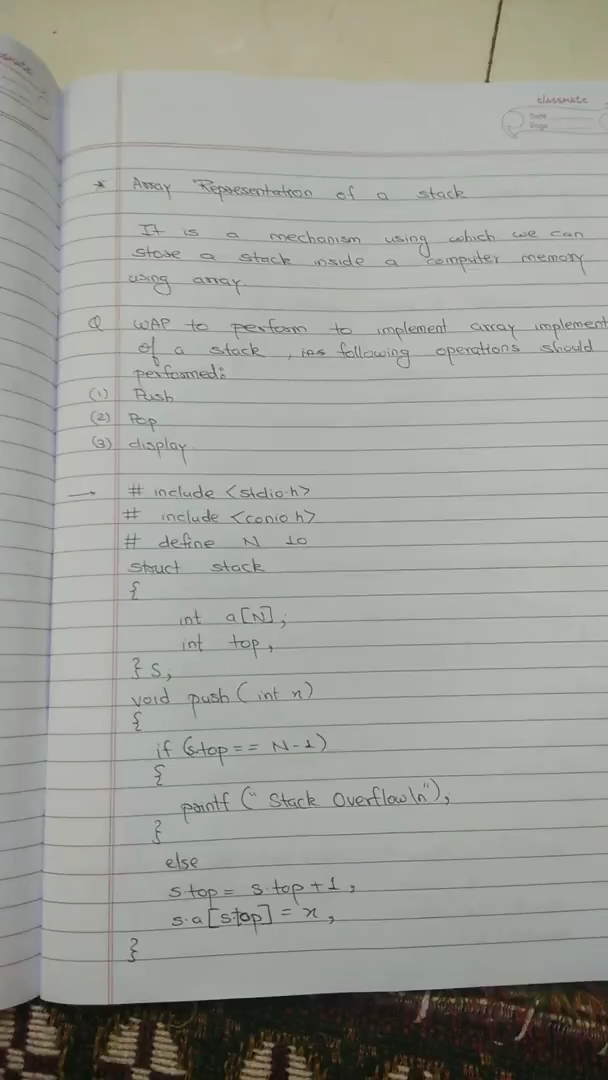 classmate
Date
Page
* Array Representation of a stack
It is a mechanism using which we can
store a stack inside a computer memory
using array.
Q WAP to perform to implement array implement
of a stack, following operations should
performed:
(1) Push
(2) Pop
(3) display.
→ # include <stdio.h>
# include <conio.h>
# define N 10
struct stack
{
int a[N];
int top;
} s;
void push (int x)
{
if (s.top == N-1)
{
printf (" Stack Overflow\n");
}
else
s.top = s.top + 1;
s.a[s.top] = x;
}